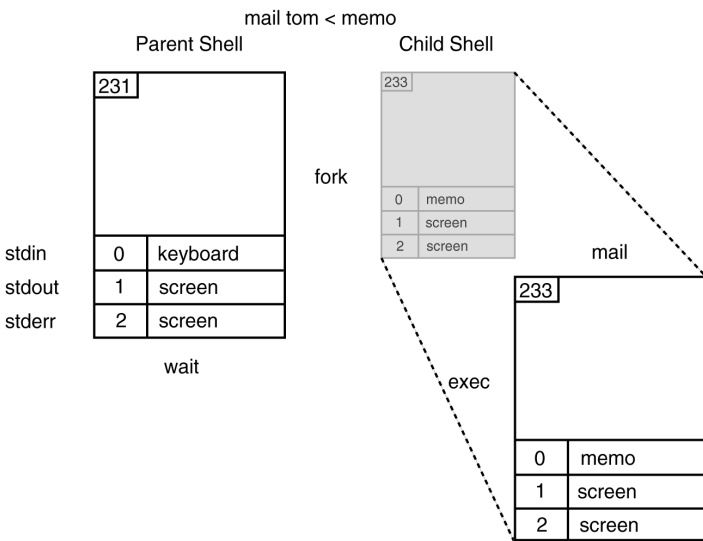 mail tom < memo
Parent Shell
Child Shell
231
233
fork
0 memo
1 screen
2 screen
stdin 0 keyboard
stdout 1 screen
stderr 2 screen
wait
mail
233
exec
0 memo
1 screen
2 screen